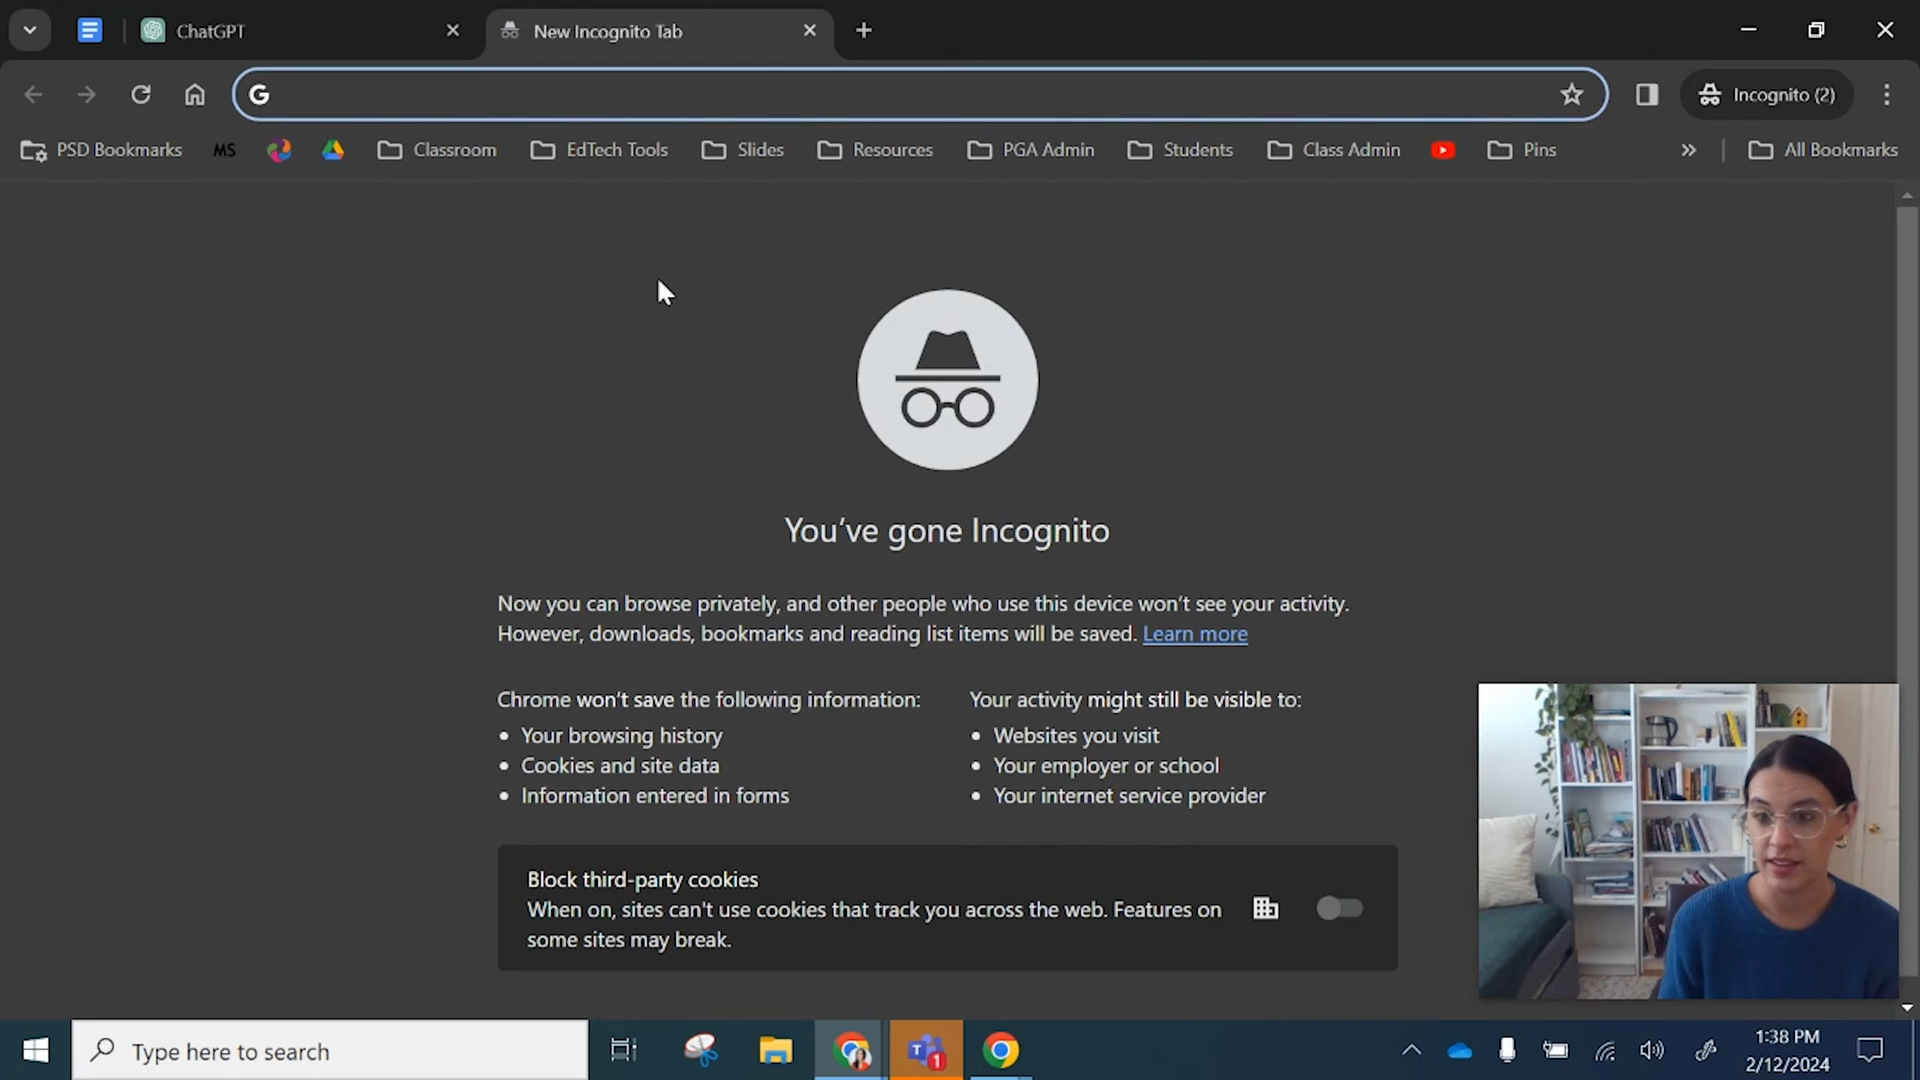 ChatGPT
New Incognito Tab
Incognito (2)
PSD Bookmarks
MS
Classroom
EdTech Tools
Slides
Resources
PGA Admin
Students
Class Admin
Pins
All Bookmarks
You've gone Incognito
Now you can browse privately, and other people who use this device won't see your activity.
However, downloads, bookmarks and reading list items will be saved. Learn more
Chrome won't save the following information:
• Your browsing history
• Cookies and site data
• Information entered in forms
Your activity might still be visible to:
• Websites you visit
• Your employer or school
• Your internet service provider
Block third-party cookies
When on, sites can't use cookies that track you across the web. Features on
some sites may break.
Type here to search
1
1:38 PM
2/12/2024